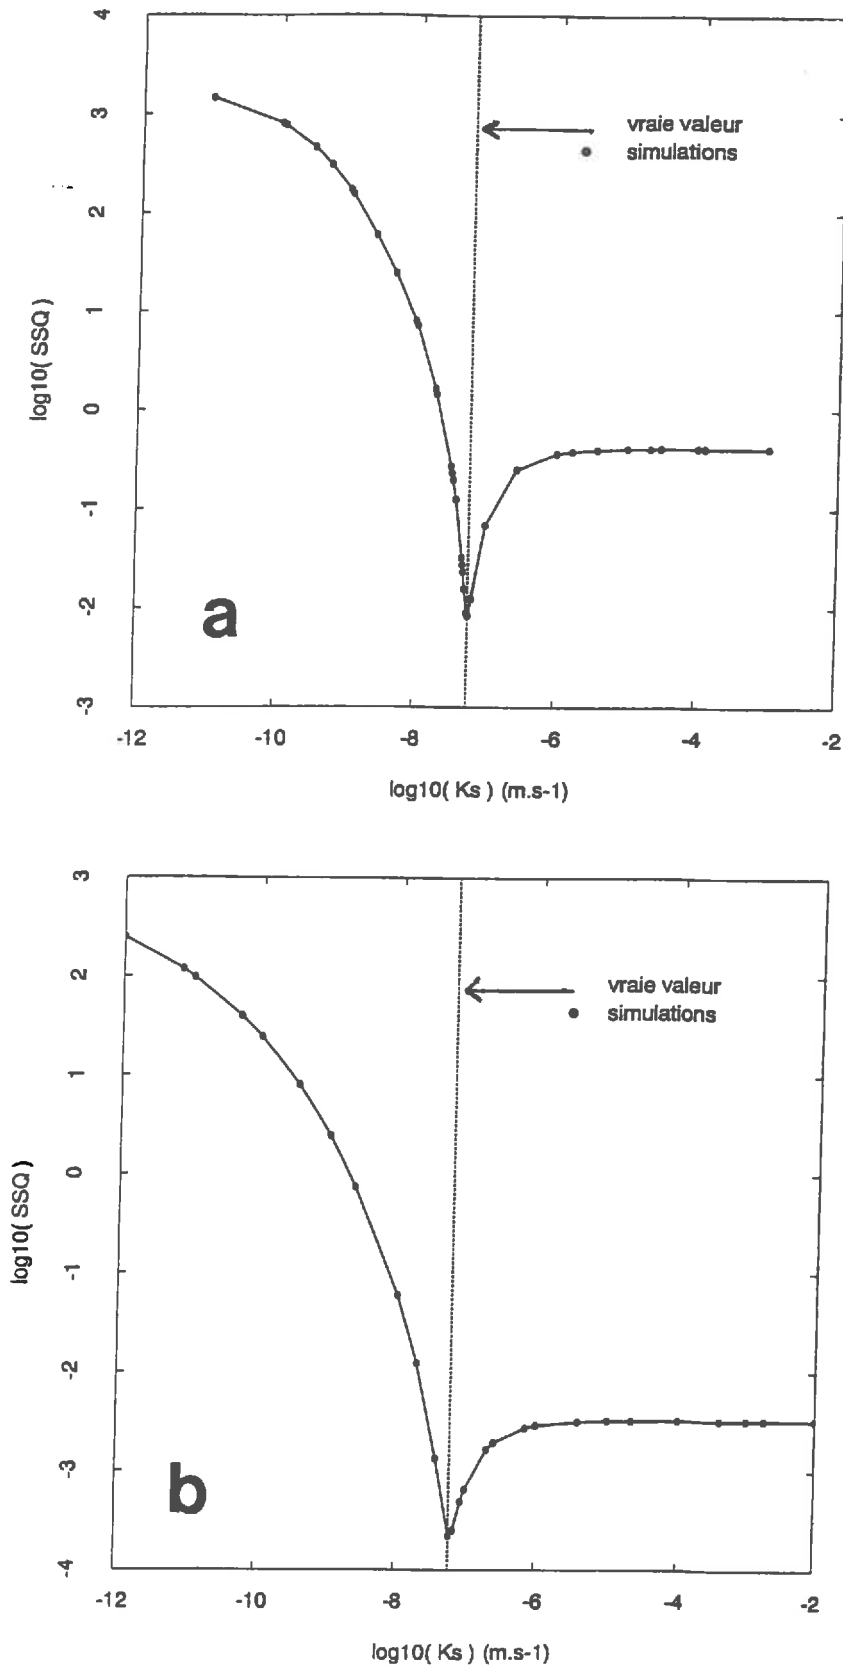 4
3
2
1
0
-1
-2
-3
log10( SSQ )
vraie valeur
simulations
a
-12 -10 -8 -6 -4 -2
log10( Ks ) (m.s-1)
3
2
1
0
-1
-2
-3
-4
log10( SSQ )
vraie valeur
simulations
b
-12 -10 -8 -6 -4 -2
log10( Ks ) (m.s-1)